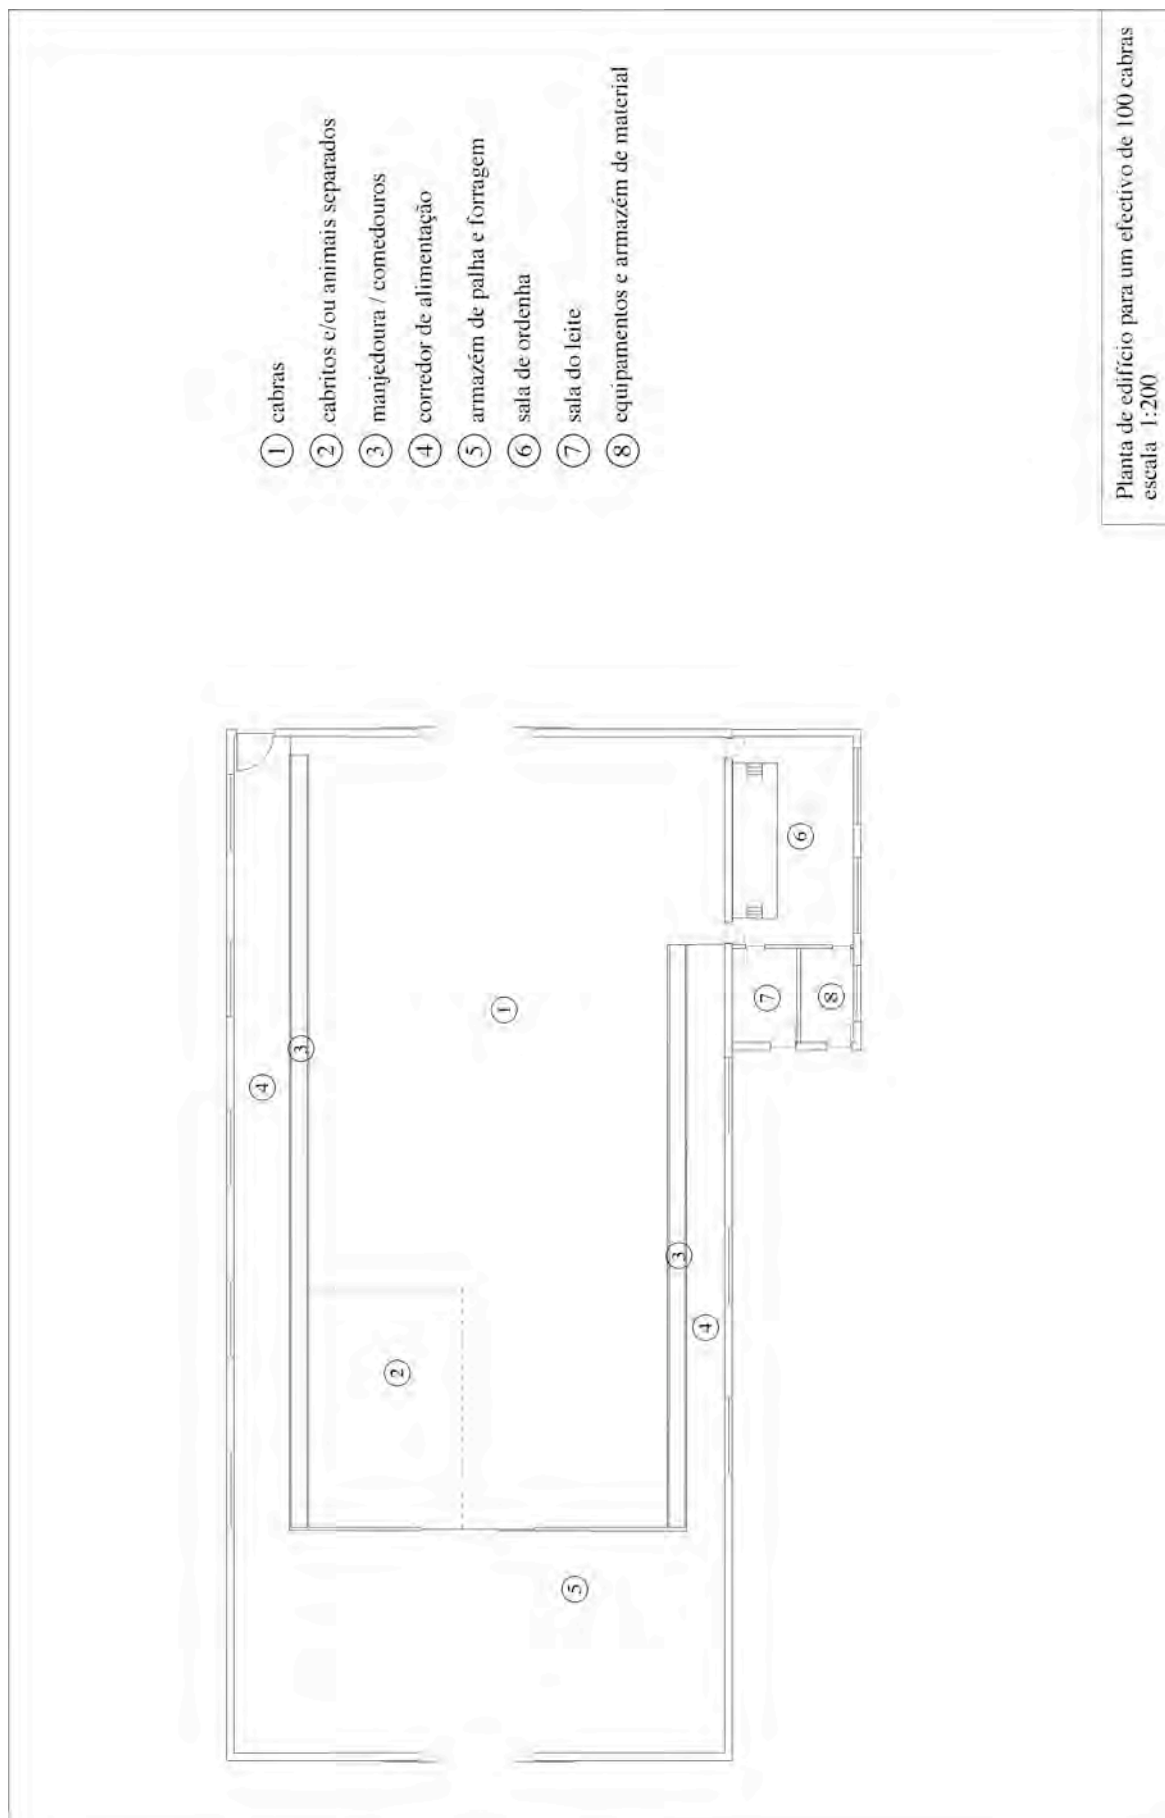 ① cabras
② cabritos e/ou animais separados
③ manjedoura / comedouros
④ corredor de alimentação
⑤ armazém de palha e forragem
⑥ sala de ordenha
⑦ sala do leite
⑧ equipamentos e armazém de material
④
③
①
②
③
④
⑤
⑥
⑦
⑧
Planta de edifício para um efectivo de 100 cabras
escala 1:200